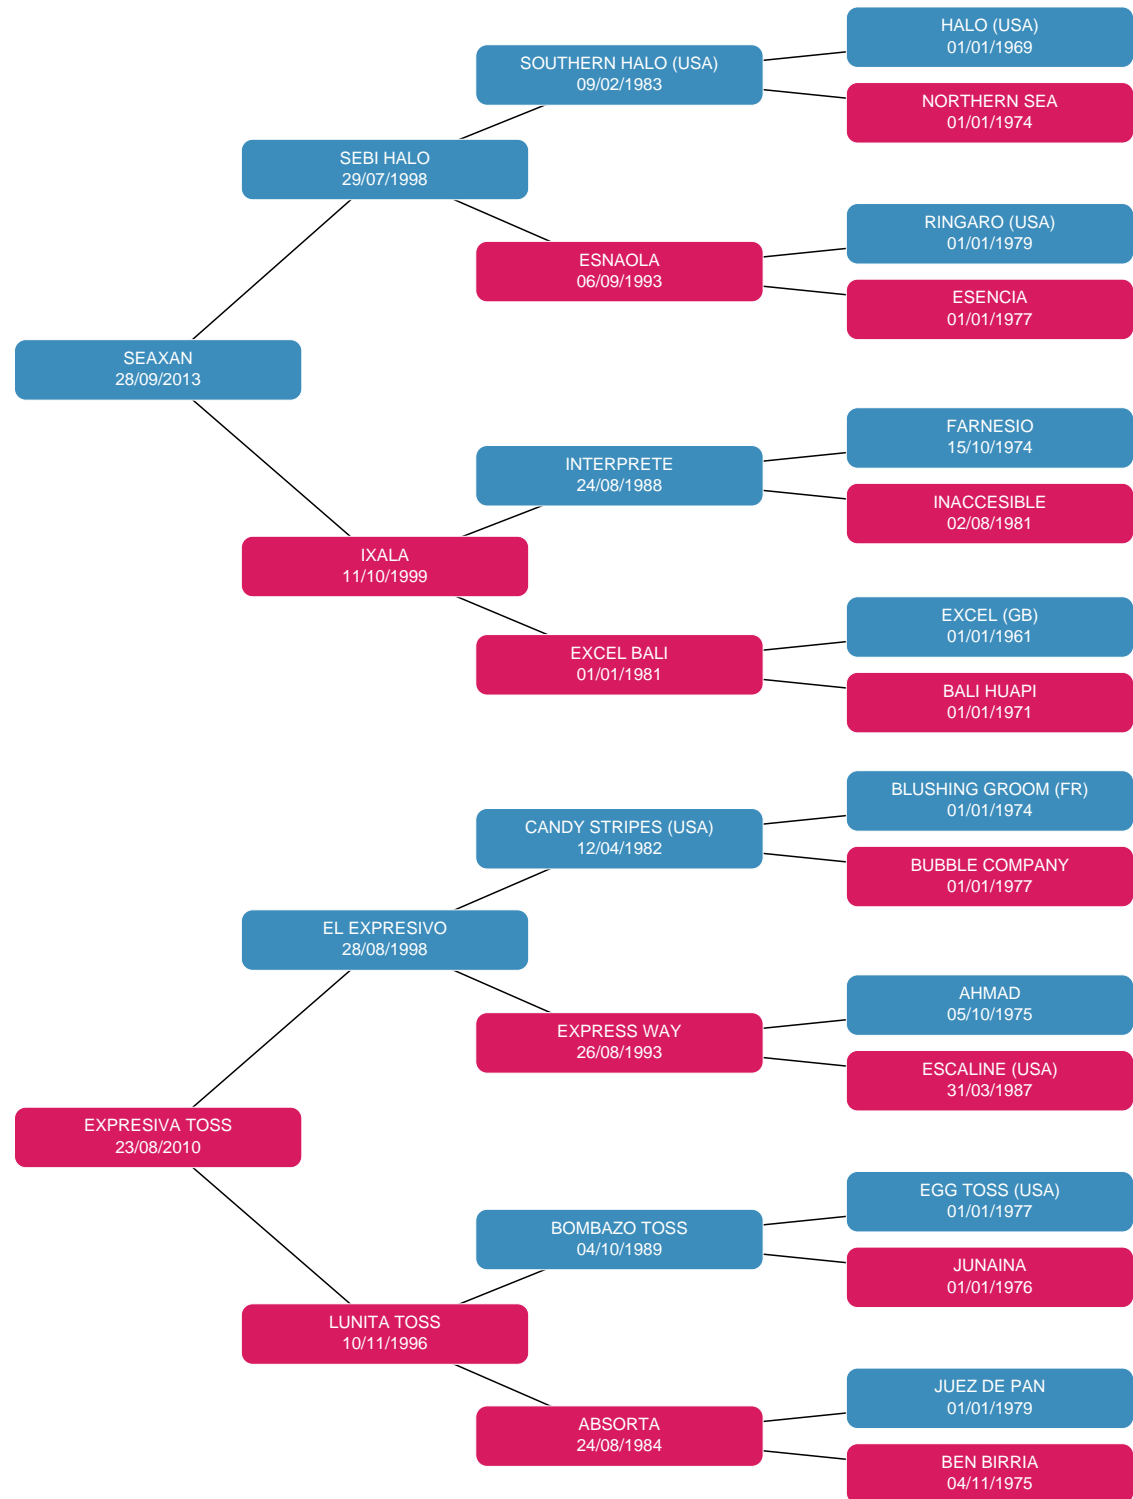 HALO (USA)
01/01/1969
SOUTHERN HALO (USA)
09/02/1983
NORTHERN SEA
01/01/1974
SEBI HALO
29/07/1998
RINGARO (USA)
01/01/1979
ESNAOLA
06/09/1993
ESENCIA
01/01/1977
SEAXAN
28/09/2013
FARNESIO
15/10/1974
INTERPRETE
24/08/1988
INACCESIBLE
02/08/1981
IXALA
11/10/1999
EXCEL (GB)
01/01/1961
EXCEL BALI
01/01/1981
BALI HUAPI
01/01/1971
BLUSHING GROOM (FR)
01/01/1974
CANDY STRIPES (USA)
12/04/1982
BUBBLE COMPANY
01/01/1977
EL EXPRESIVO
28/08/1998
AHMAD
05/10/1975
EXPRESS WAY
26/08/1993
ESCALINE (USA)
31/03/1987
EXPRESIVA TOSS
23/08/2010
EGG TOSS (USA)
01/01/1977
BOMBAZO TOSS
04/10/1989
JUNAINA
01/01/1976
LUNITA TOSS
10/11/1996
JUEZ DE PAN
01/01/1979
ABSORTA
24/08/1984
BEN BIRRIA
04/11/1975